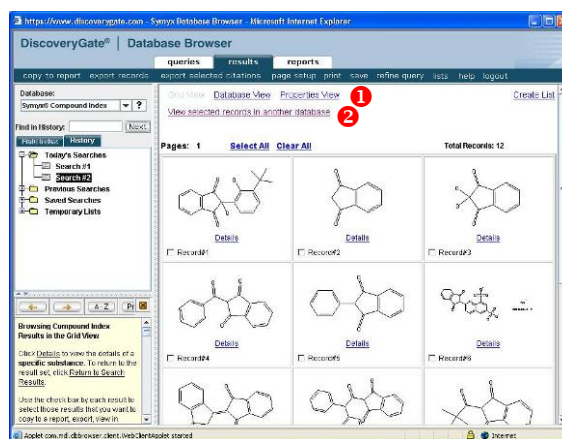 https://www.discoverygate.com - Symyx Database Browser - Microsoft Internet Explorer
DiscoveryGate® | Database Browser
queries results reports
copy to report export records export selected citations page setup print save refine query lists help logout
Database:
Symyx® Compound Index ?
Find in History: Next
Field Index History
Today's Searches
Search #1
Search #2
Previous Searches
Saved Searches
Temporary Lists
A - Z
Browsing Compound Index
Results in the Grid View
Click Details to view the details of a
specific substance. To return to the
result set, click Return to Search
Results.
Use the check bar by each result to
select those results that you want to
copy to a report, export, view in
Grid View Database View Properties View 1 Create List
View selected records in another database 2
Pages: 1 Select All Clear All Total Records: 12
Details Details Details
Record#1 Record#2 Record#3
Details Details Details
Record#4 Record#5 Record#6
Applet com.mdl.dbbrowser.client.WebClientApplet started
Internet